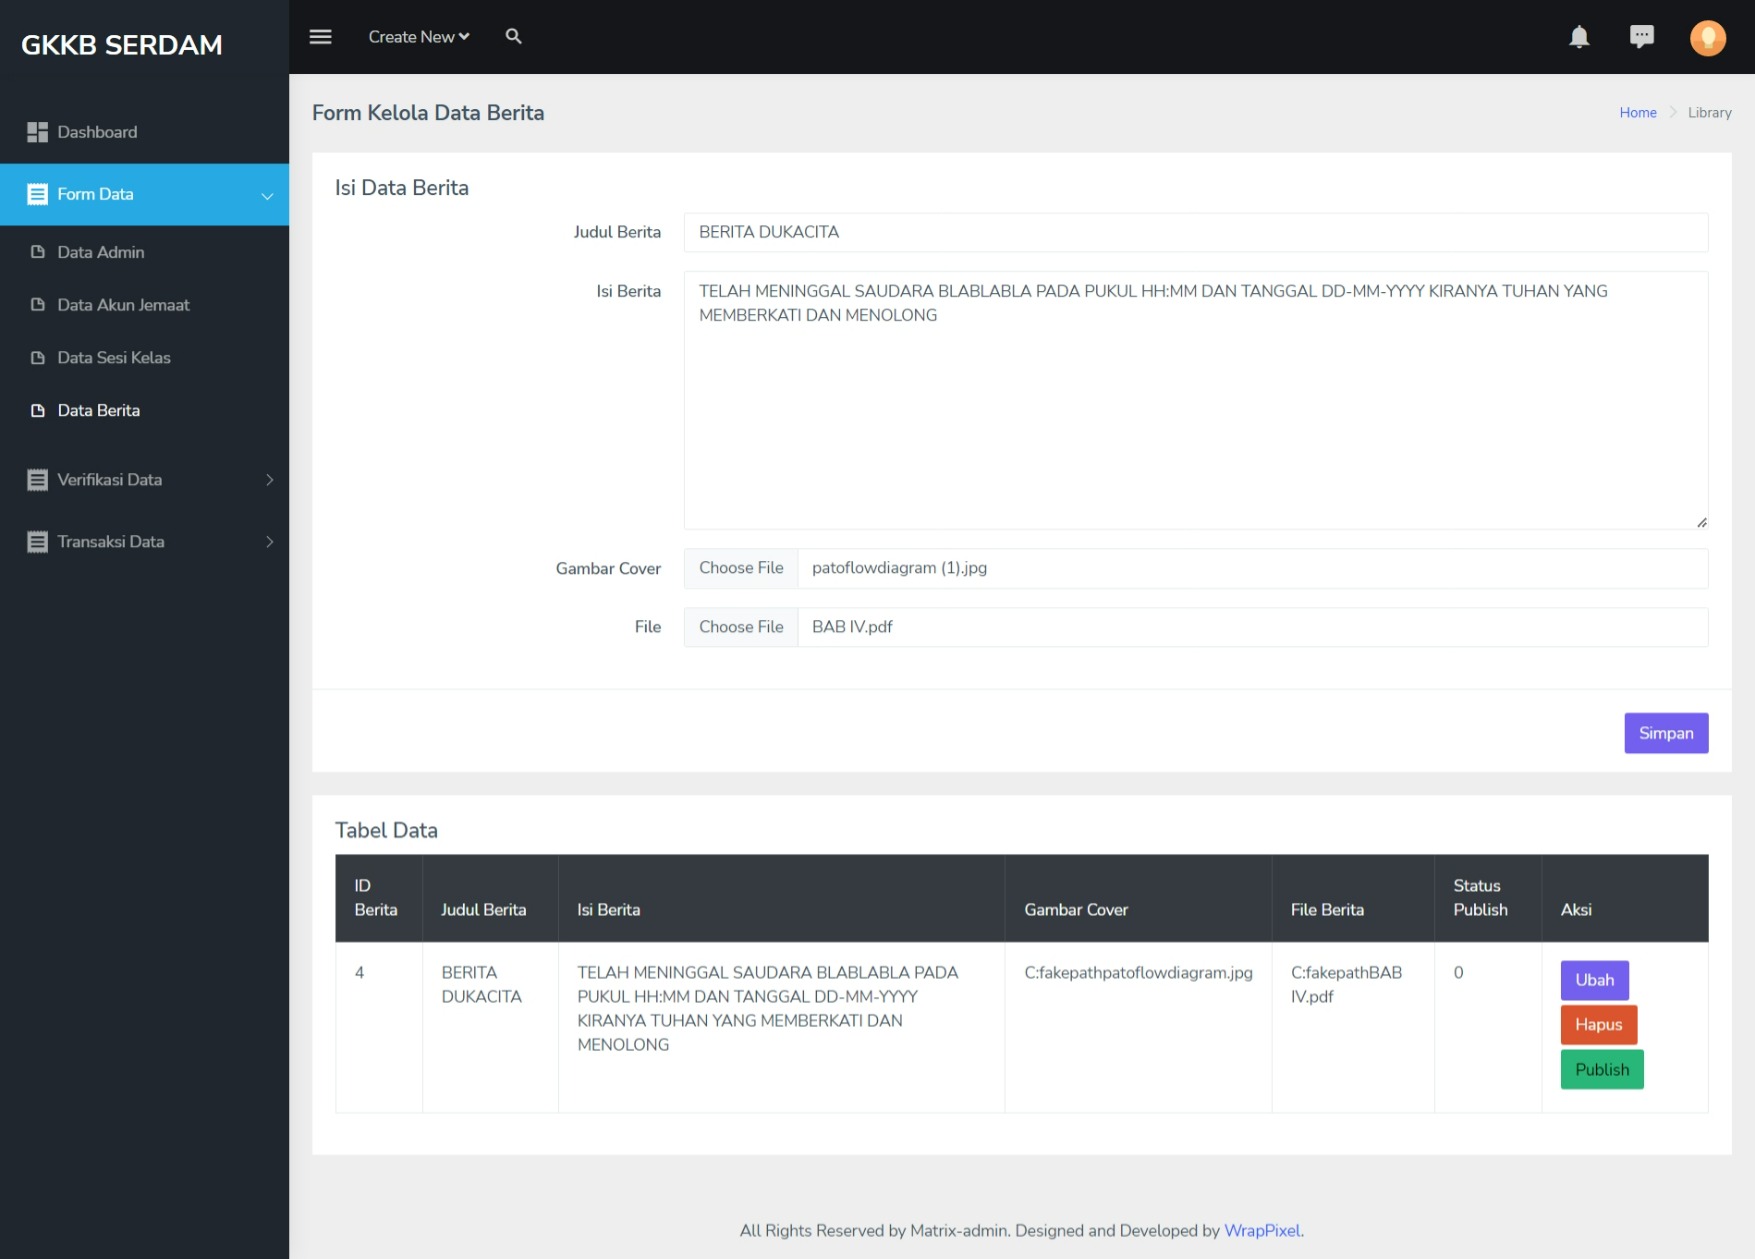 GKKB SERDAM
Create New
Dashboard
Form Data
Data Admin
Data Akun Jemaat
Data Sesi Kelas
Data Berita
Verifikasi Data
Transaksi Data
Form Kelola Data Berita
Home
Library
Isi Data Berita
Judul Berita
BERITA DUKACITA
Isi Berita
TELAH MENINGGAL SAUDARA BLABLABLA PADA PUKUL HH:MM DAN TANGGAL DD-MM-YYYY KIRANYA TUHAN YANG
MEMBERKATI DAN MENOLONG
Gambar Cover
Choose File
patoflowdiagram (1).jpg
File
Choose File
BAB IV.pdf
Simpan
Tabel Data
ID
Berita
Judul Berita
Isi Berita
Gambar Cover
File Berita
Status
Publish
Aksi
4
BERITA
DUKACITA
TELAH MENINGGAL SAUDARA BLABLABLA PADA
PUKUL HH:MM DAN TANGGAL DD-MM-YYYY
KIRANYA TUHAN YANG MEMBERKATI DAN
MENOLONG
C:fakepathpatoflowdiagram.jpg
C:fakepathBAB
IV.pdf
0
Ubah
Hapus
Publish
All Rights Reserved by Matrix-admin. Designed and Developed by WrapPixel.